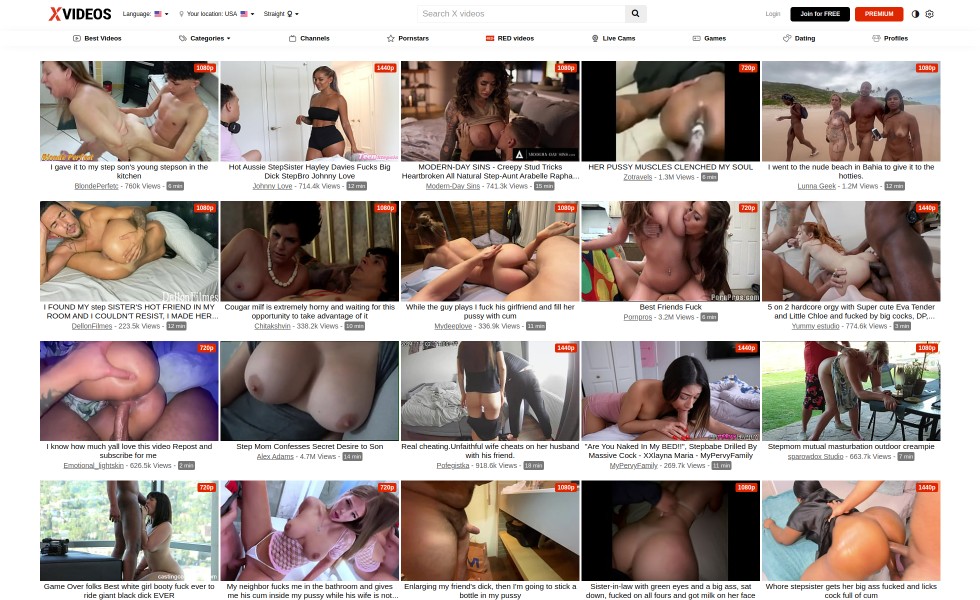 XVIDEOS Language: Your location: USA Straight Search X videos Login Join for FREE PREMIUM
Best Videos Categories Channels Pornstars RED videos Live Cams Games Dating Profiles
1080p 1440p 1080p 720p 1080p
MODERN-DAY SINS
I gave it to my step son's young stepson in the kitchen
BlondePerfetc - 760k Views - 6 min
Hot Aussie StepSister Hayley Davies Fucks Big
Dick StepBro Johnny Love
Johnny Love - 714.4k Views - 12 min
MODERN-DAY SINS - Creepy Stud Tricks
Heartbroken All Natural Step-Aunt Arabelle Rapha...
Modern-Day Sins - 741.3k Views - 15 min
HER PUSSY MUSCLES CLENCHED MY SOUL
Zotravels - 1.3M Views - 6 min
I went to the nude beach in Bahia to give it to the
hotties.
Lunna Geek - 1.2M Views - 12 min
1080p 1080p 1080p 720p 1440p
DellonFilmes
PornPros.com
I FOUND MY step SISTER'S HOT FRIEND IN MY
ROOM AND I COULDN'T RESIST, I MADE HER...
DellonFilmes - 223.5k Views - 12 min
Cougar milf is extremely horny and waiting for this
opportunity to take advantage of it
Chitakshvin - 338.2k Views - 10 min
While the guy plays I fuck his girlfriend and fill her
pussy with cum
Mvdeeplove - 336.9k Views - 11 min
Best Friends Fuck
Pornpros - 3.2M Views - 6 min
5 on 2 hardcore orgy with Super cute Eva Tender
and Little Chloe and fucked by big cocks, DP,...
Yummy estudio - 774.6k Views - 3 min
720p 1440p 1440p 1080p
I know how much yall love this video Repost and
subscribe for me
Emotional_lightskin - 626.5k Views - 2 min
Step Mom Confesses Secret Desire to Son
Alex Adams - 4.7M Views - 14 min
Real cheating.Unfaithful wife cheats on her husband
with his friend.
Pofegistka - 918.6k Views - 18 min
"Are You Naked In My BED!", Stepbabe Drilled By
Massive Cock - XXlayna Maria - MyPervyFamily
MyPervyFamily - 269.7k Views - 11 min
Stepmom mutual masturbation outdoor creampie
sparowdox Studio - 663.7k Views - 7 min
720p 720p 1080p 1080p 1440p
Game Over folks Best white girl booty fuck ever to
ride giant black dick EVER
My neighbor fucks me in the bathroom and gives
me his cum inside my pussy while his wife is not...
Enlarging my friend's dick, then I'm going to stick a
bottle in my pussy
Sister-in-law with green eyes and a big ass, sat
down, fucked on all fours and got milk on her face
Whore stepsister gets her big ass fucked and licks
cock full of cum